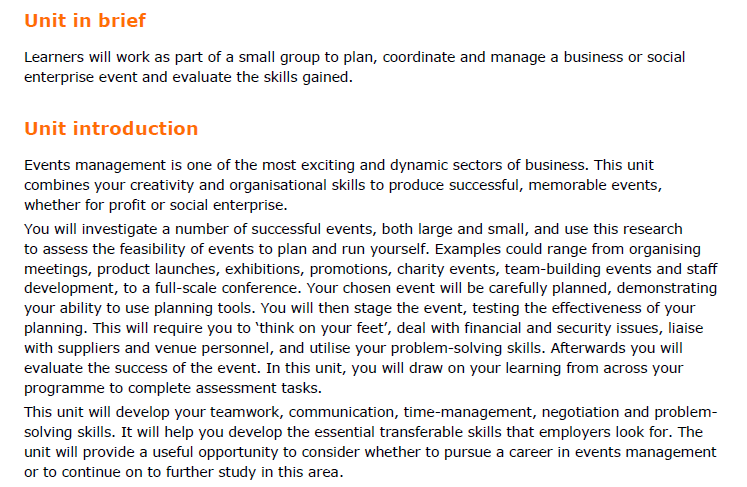 Unit in brief
Learners will work as part of a small group to plan, coordinate and manage a business or social
enterprise event and evaluate the skills gained.
Unit introduction
Events management is one of the most exciting and dynamic sectors of business. This unit
combines your creativity and organisational skills to produce successful, memorable events,
whether for profit or social enterprise.
You will investigate a number of successful events, both large and small, and use this research
to assess the feasibility of events to plan and run yourself. Examples could range from organising
meetings, product launches, exhibitions, promotions, charity events, team-building events and staff
development, to a full-scale conference. Your chosen event will be carefully planned, demonstrating
your ability to use planning tools. You will then stage the event, testing the effectiveness of your
planning. This will require you to ‘think on your feet’, deal with financial and security issues, liaise
with suppliers and venue personnel, and utilise your problem-solving skills. Afterwards you will
evaluate the success of the event. In this unit, you will draw on your learning from across your
programme to complete assessment tasks.
This unit will develop your teamwork, communication, time-management, negotiation and problem-
solving skills. It will help you develop the essential transferable skills that employers look for. The
unit will provide a useful opportunity to consider whether to pursue a career in events management
or to continue on to further study in this area.